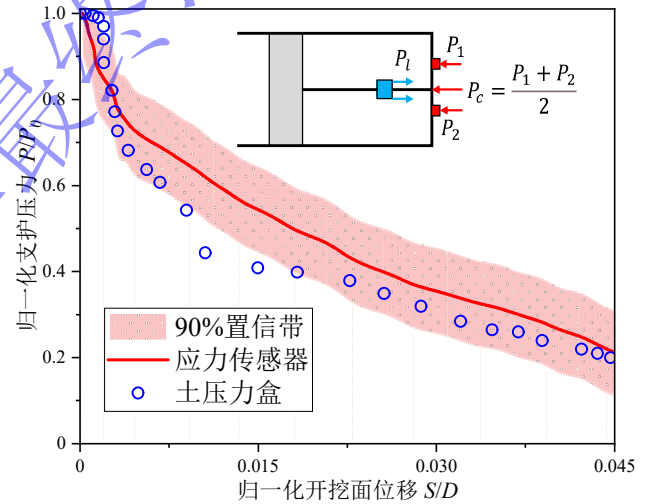 1.0
0.8
0.6
0.4
0.2
0
0
0.015
0.030
0.045
归一化支护压力 P/P₀
归一化开挖面位移 S/D
Pₗ
P₁
P_c = (P₁ + P₂)/2
P₂
90%置信带
应力传感器
土压力盒